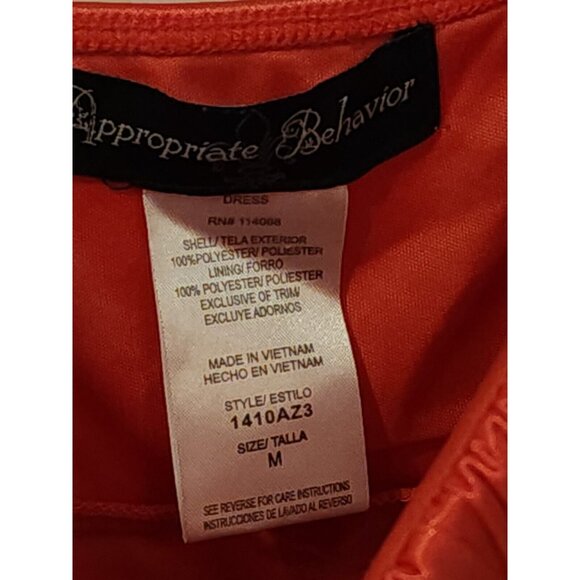 Appropriate Behavior
DRESS
RN# 114088
SHELL/ TELA EXTERIOR
100%POLYESTER/ POLIESTER
LINING/ FORRO
100% POLYESTER/ POLIESTER
EXCLUSIVE OF TRIM/
EXCLUYE ADORNOS
MADE IN VIETNAM
HECHO EN VIETNAM
STYLE/ ESTILO
1410AZ3
SIZE/ TALLA
M
SEE REVERSE FOR CARE INSTRUCTIONS
INSTRUCCIONES DE LAVADO AL REVERSO